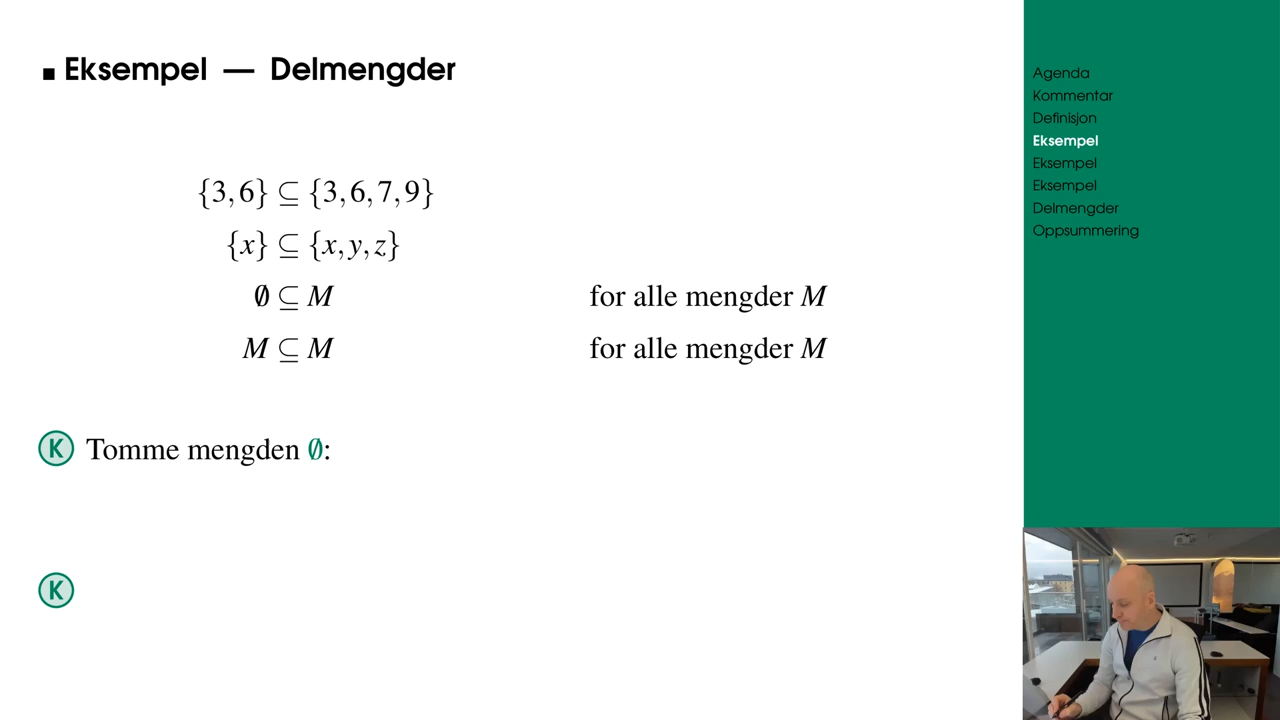 Eksempel — Delmengder
{3, 6} ⊆ {3, 6, 7, 9}
{x} ⊆ {x, y, z}
∅ ⊆ M for alle mengder M
M ⊆ M for alle mengder M
K Tomme mengden ∅:
K
Agenda
Kommentar
Definisjon
Eksempel
Eksempel
Eksempel
Delmengder
Oppsummering